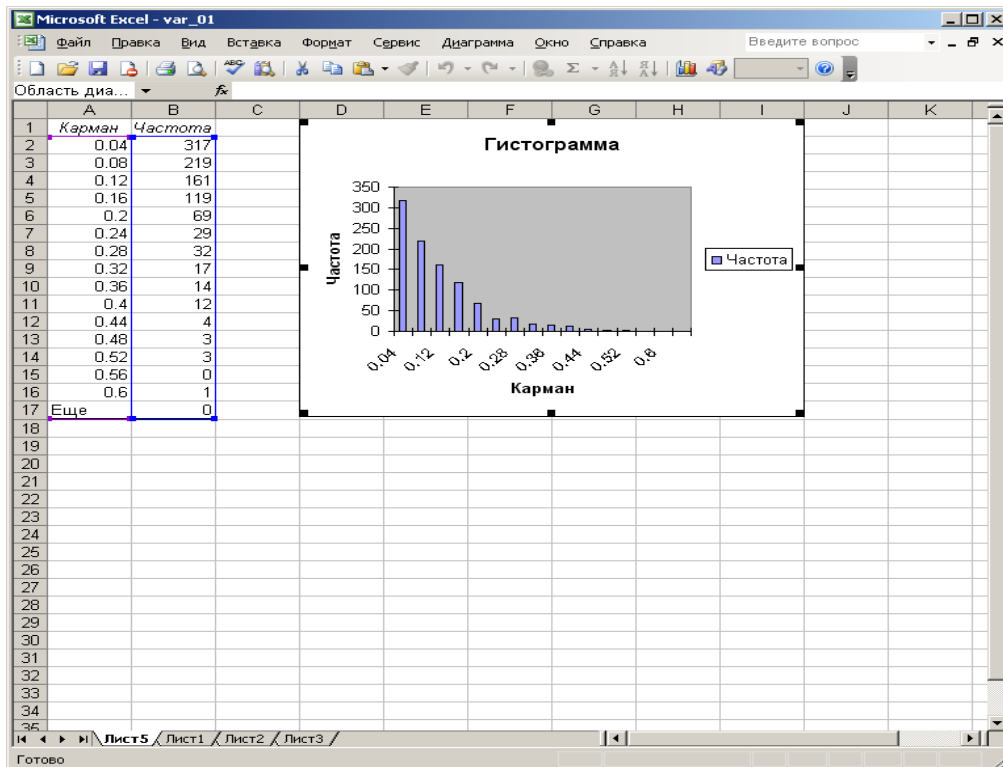 Microsoft Excel - var_01
Файл Правка Вид Вставка Формат Сервис Диаграмма Окно Справка Введите вопрос
Область диа... fx
A B C D E F G H I J K
1 Карман Частота
2 0.04 317
3 0.08 219
4 0.12 161
5 0.16 119
6 0.2 69
7 0.24 29
8 0.28 32
9 0.32 17
10 0.36 14
11 0.4 12
12 0.44 4
13 0.48 3
14 0.52 3
15 0.56 0
16 0.6 1
17 Еще 0
18
19
20
21
22
23
24
25
26
27
28
29
30
31
32
33
34
35
Гистограмма
350
300
250
200
150
100
50
0
Частота
0.04 0.12 0.2 0.28 0.36 0.44 0.52 0.6
Карман
Частота
Лист5 Лист1 Лист2 Лист3
Готово